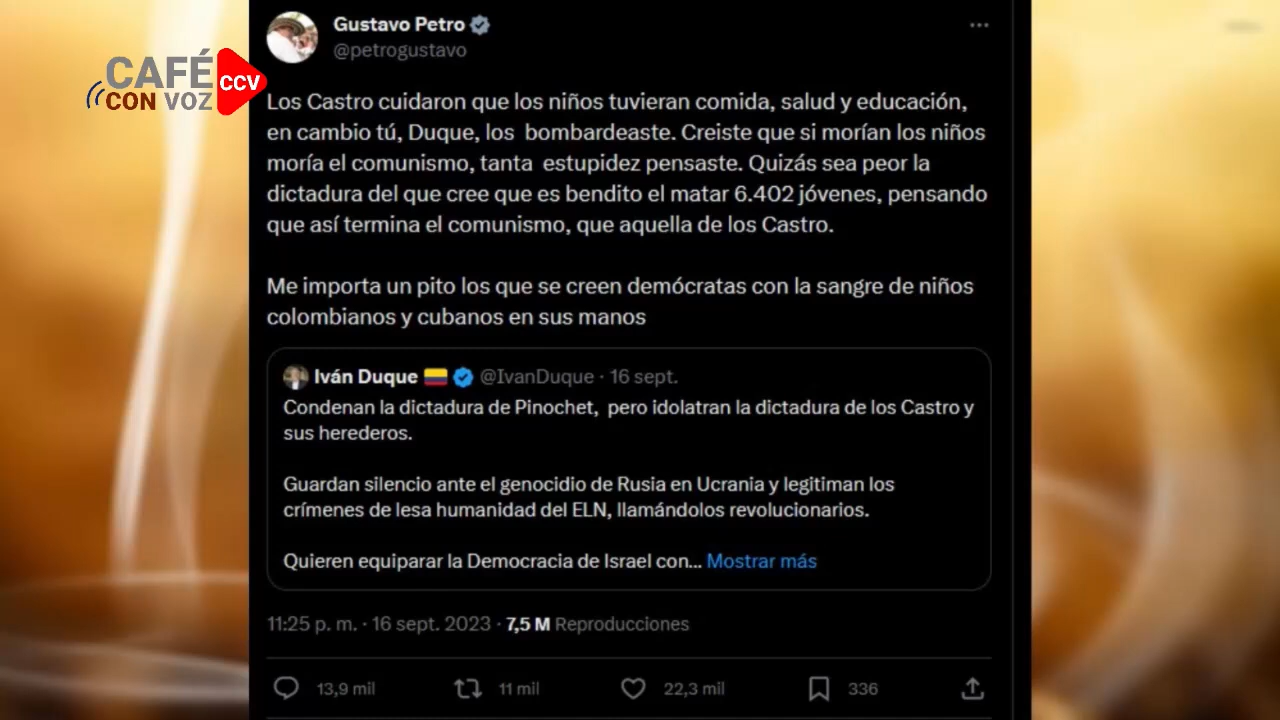 Gustavo Petro
@petrogustavo
CAFÉ
CON VOZ
CCV
Los Castro cuidaron que los niños tuvieran comida, salud y educación,
en cambio tú, Duque, los bombardeaste. Creiste que si morían los niños
moría el comunismo, tanta estupidez pensaste. Quizás sea peor la
dictadura del que cree que es bendito el matar 6.402 jóvenes, pensando
que así termina el comunismo, que aquella de los Castro.
Me importa un pito los que se creen demócratas con la sangre de niños
colombianos y cubanos en sus manos
Iván Duque @IvanDuque · 16 sept.
Condenan la dictadura de Pinochet, pero idolatran la dictadura de los Castro y
sus herederos.
Guardan silencio ante el genocidio de Rusia en Ucrania y legitiman los
crímenes de lesa humanidad del ELN, llamándolos revolucionarios.
Quieren equiparar la Democracia de Israel con... Mostrar más
11:25 p. m. · 16 sept. 2023 · 7,5 M Reproducciones
13,9 mil 11 mil 22,3 mil 336